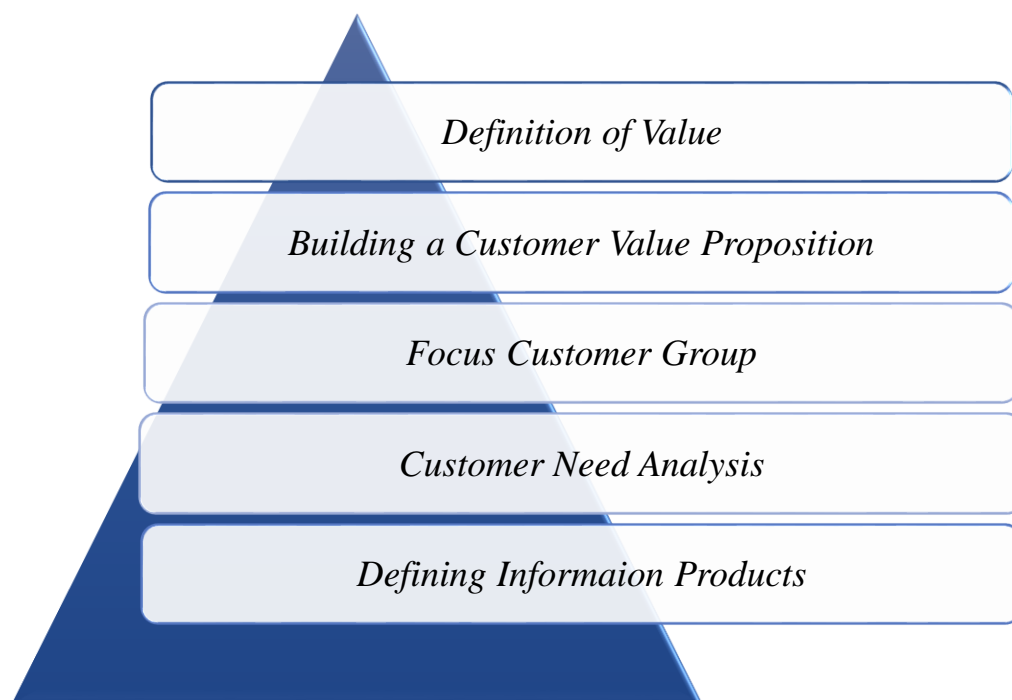 Definition of Value
Building a Customer Value Proposition
Focus Customer Group
Customer Need Analysis
Defining Informaion Products